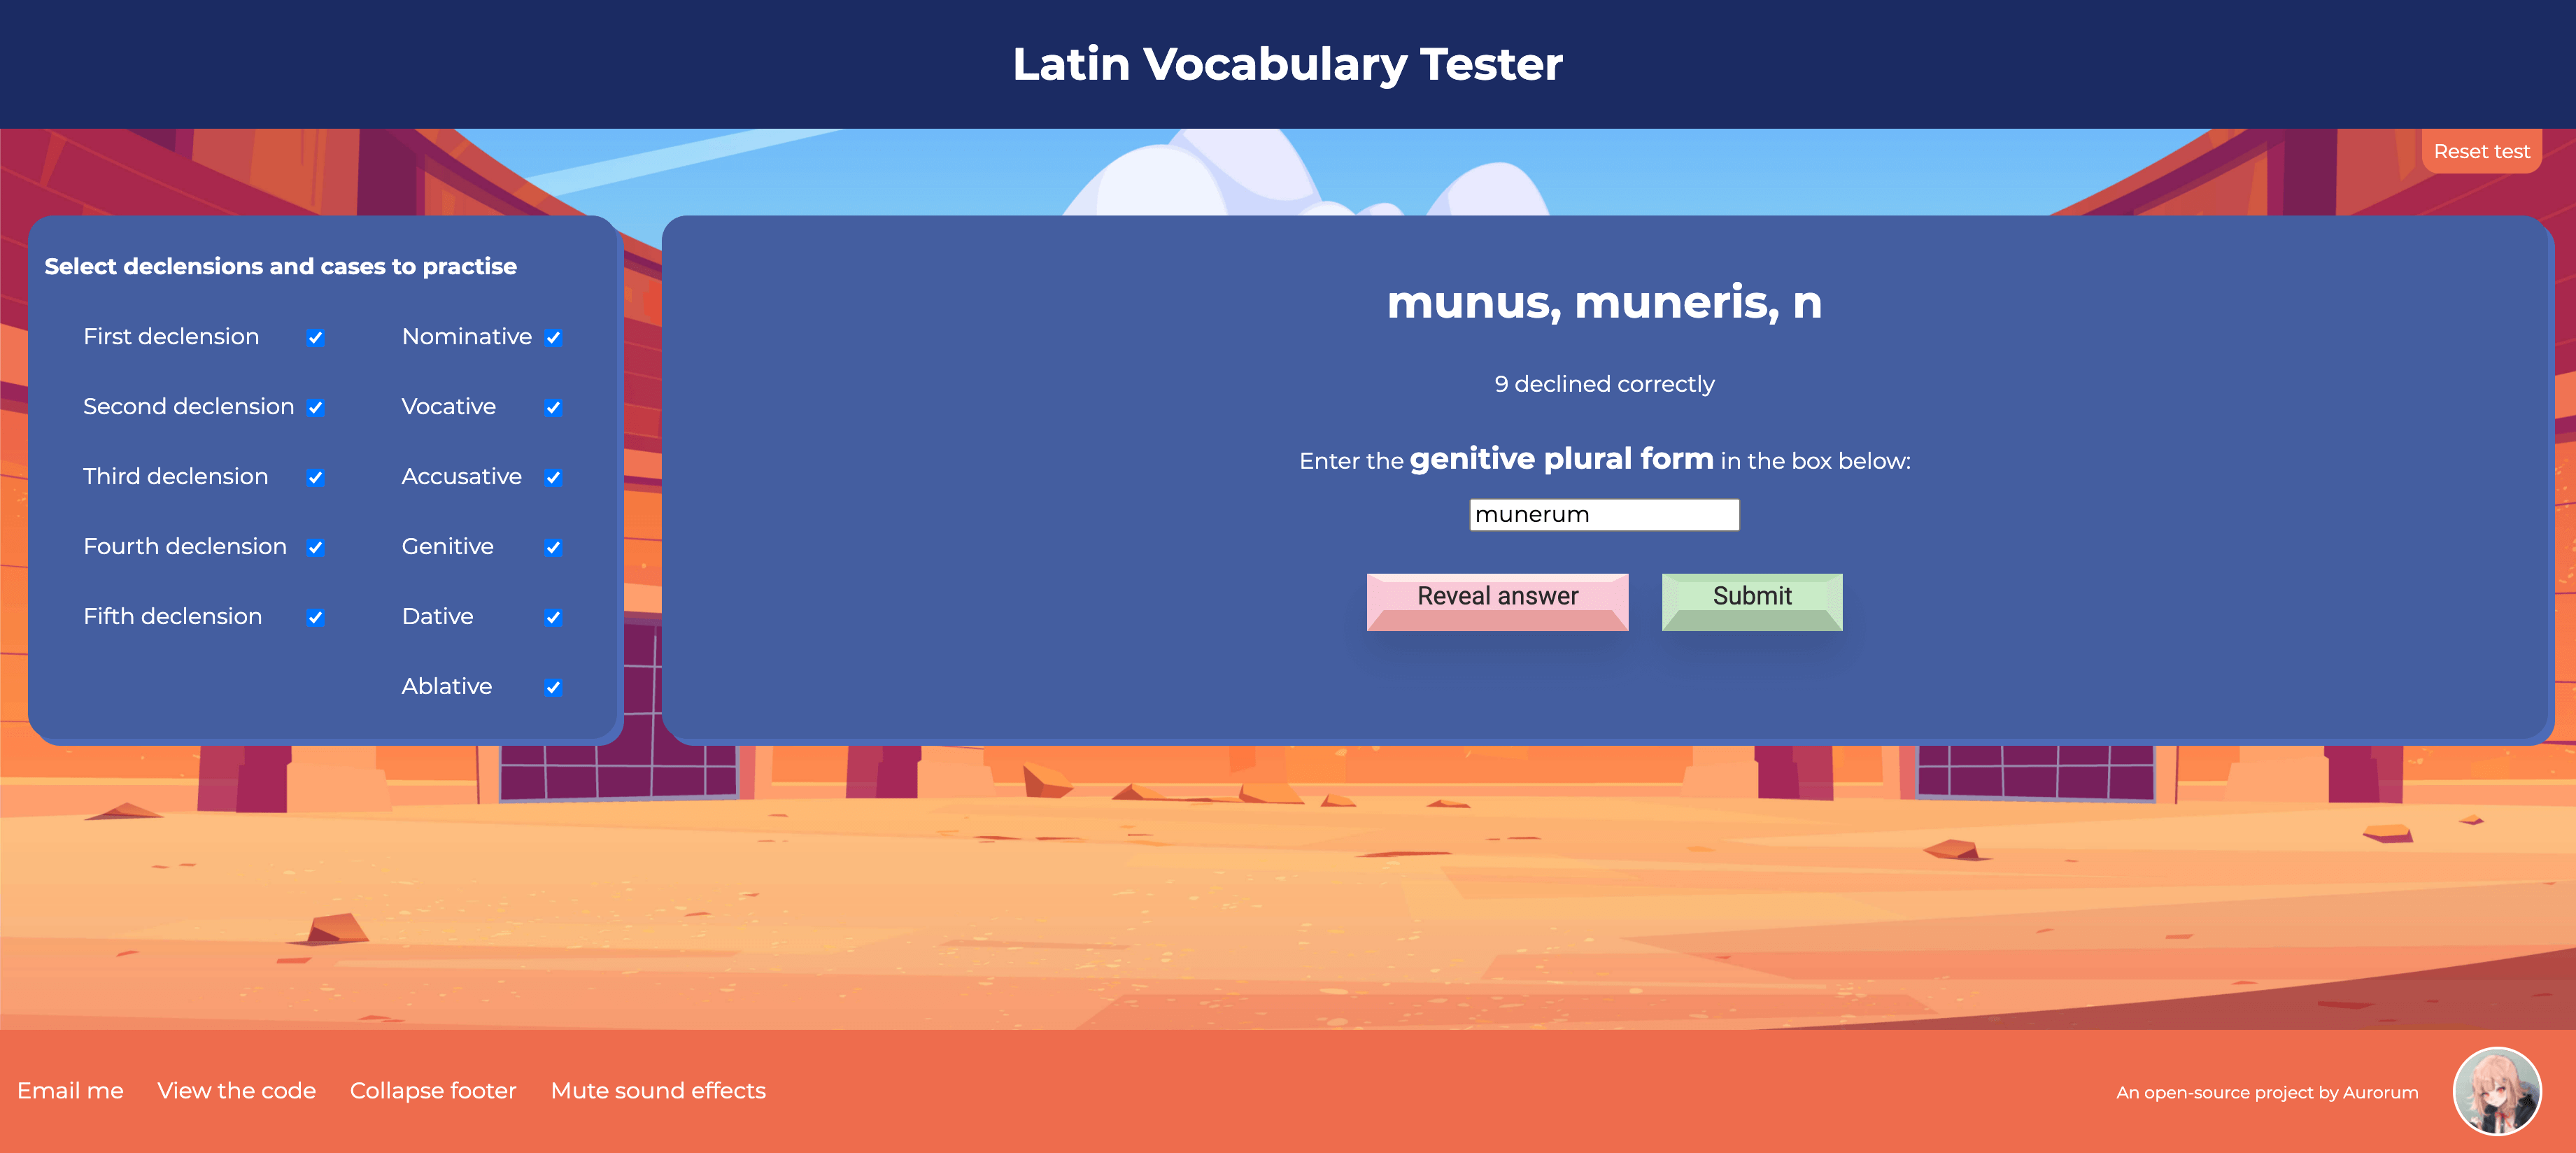 Latin Vocabulary Tester
Reset test
Select declensions and cases to practise
First declension
Nominative
Second declension
Vocative
Third declension
Accusative
Fourth declension
Genitive
Fifth declension
Dative
Ablative
munus, muneris, n
9 declined correctly
Enter the genitive plural form in the box below:
munerum
Reveal answer
Submit
Email me
View the code
Collapse footer
Mute sound effects
An open-source project by Aurorum